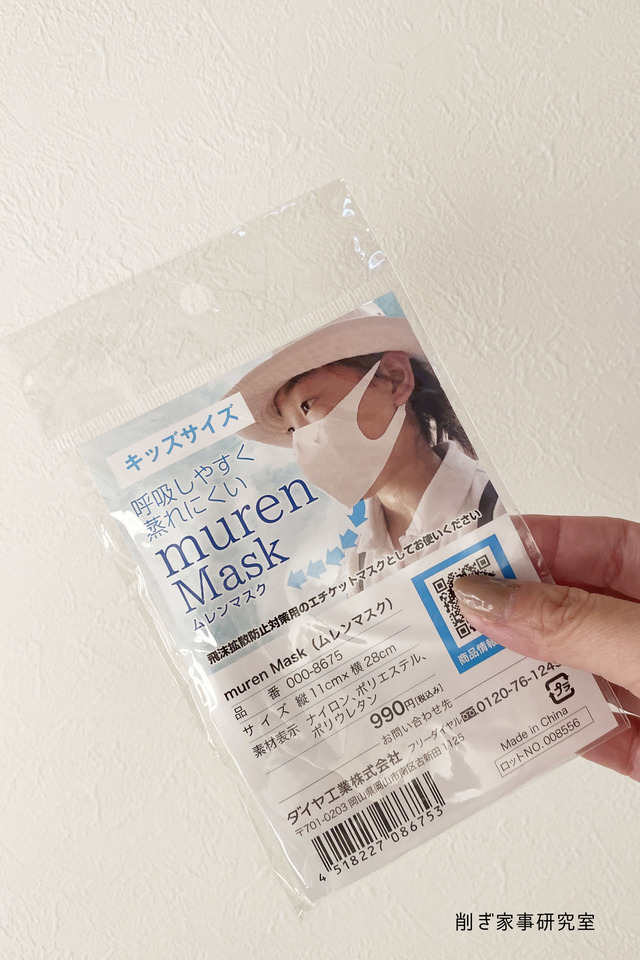 キッズサイズ
呼吸しやすく
蒸れにくい
muren
Mask
ムレンマスク
飛沫拡散防止対策用のエチケットマスクとしてお使いください
muren Mask (ムレンマスク)
品 番 000-8675
サイズ 縦11cm×横28cm
素材表示 ナイロン、ポリエステル、
ポリウレタン
990円(税込み)
商品情報
お問い合わせ先
ダイヤ工業株式会社 フリーダイヤル 0120-76-124
〒701-0203 岡山県岡山市南区古新田1125
Made in China
ロットNO. 008556
プラ
4 518227 086753
削ぎ家事研究室